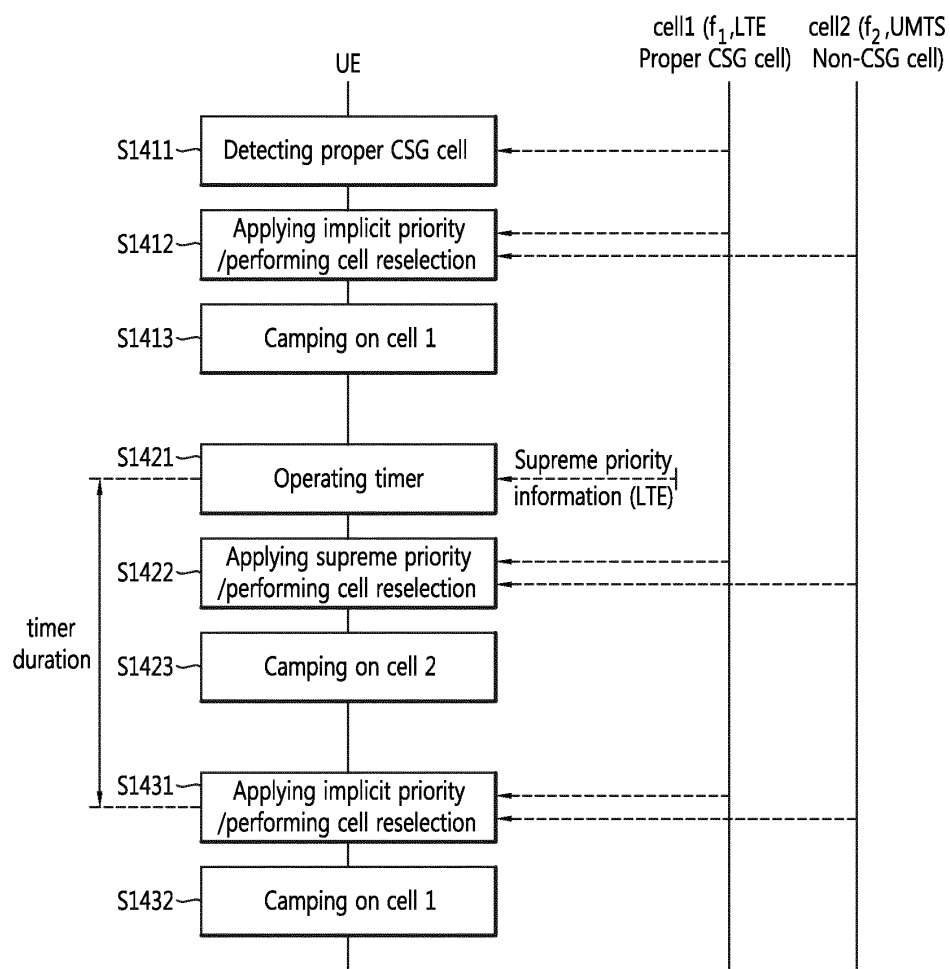 cell1 (f1,LTE
Proper CSG cell)
cell2 (f2,UMTS
Non-CSG cell)
UE
S1411
Detecting proper CSG cell
S1412
Applying implicit priority
/performing cell reselection
S1413
Camping on cell 1
S1421
Operating timer
Supreme priority
information (LTE)
S1422
Applying supreme priority
/performing cell reselection
timer
duration
S1423
Camping on cell 2
S1431
Applying implicit priority
/performing cell reselection
S1432
Camping on cell 1